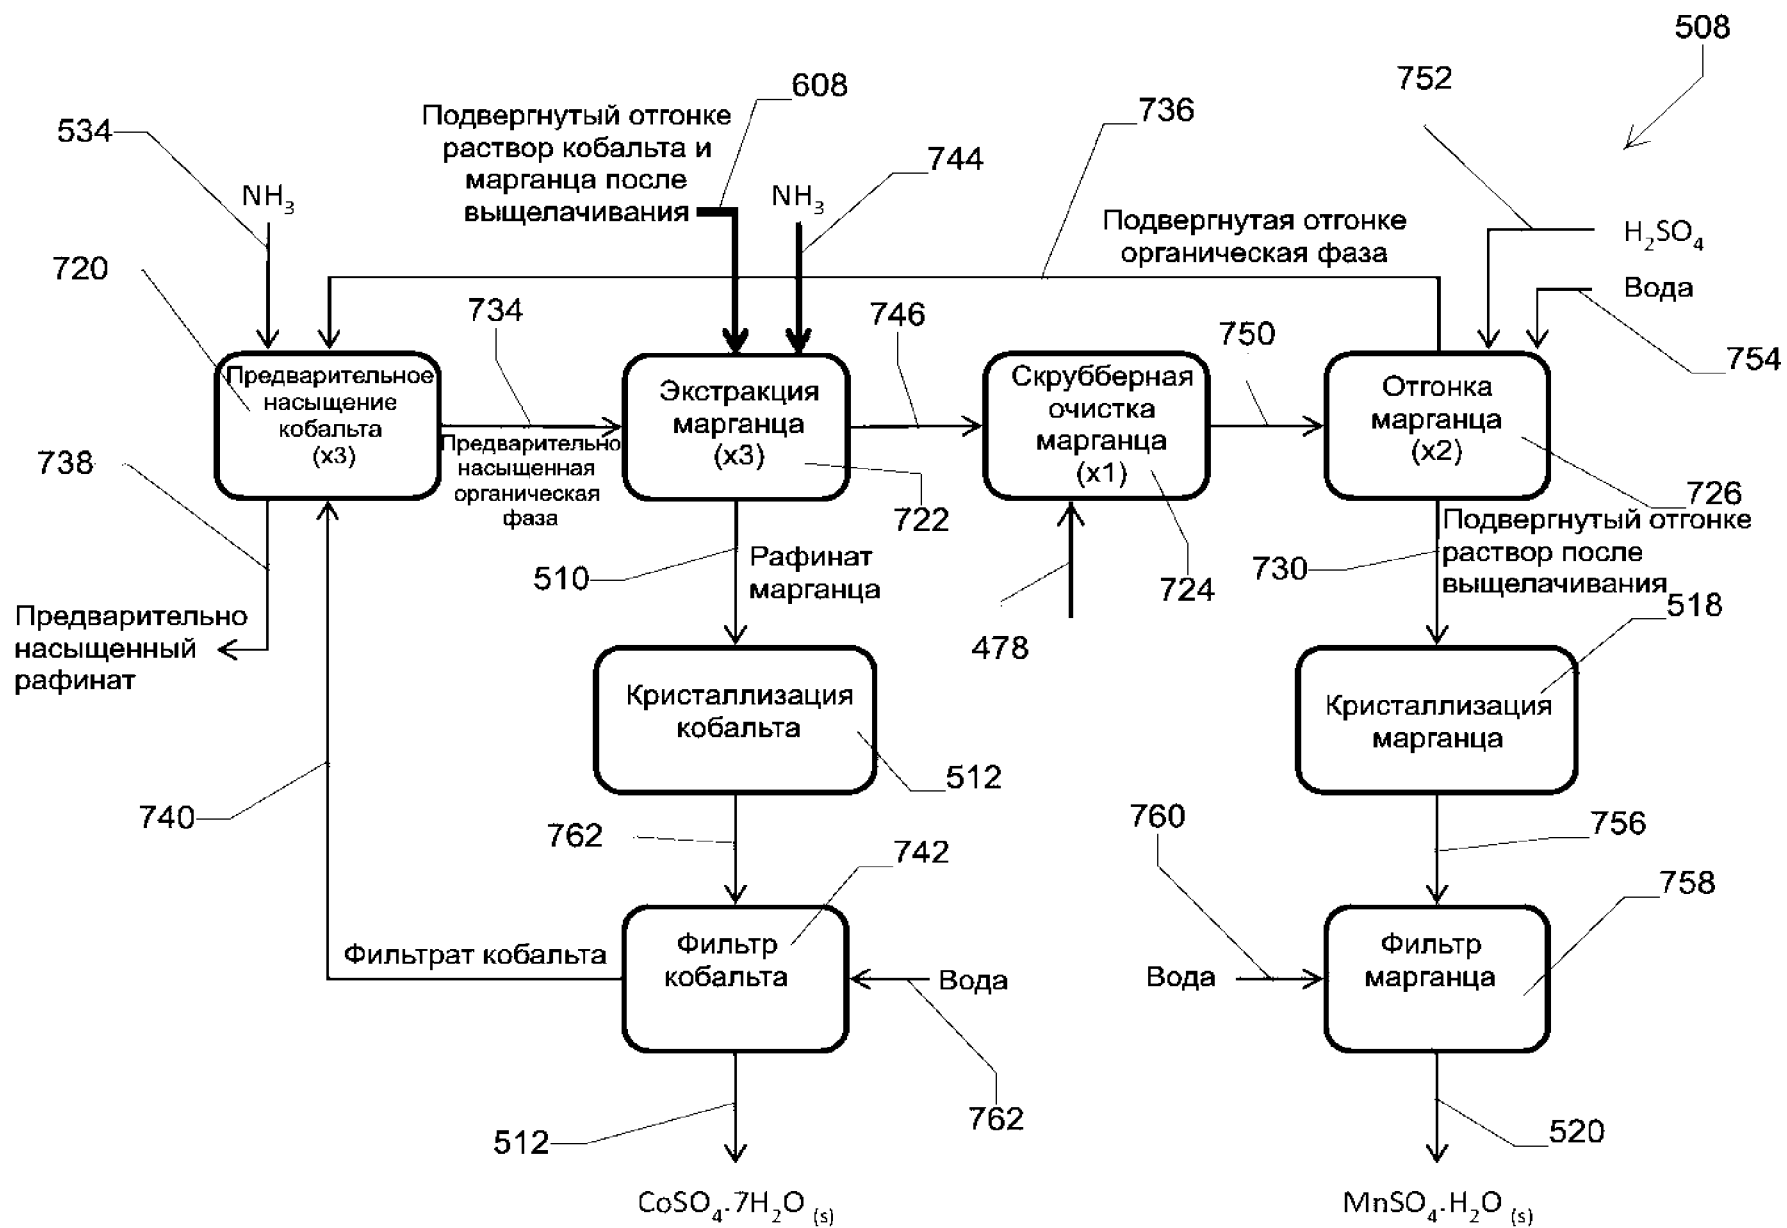 508
752
608
736
Подвергнутый отгонке
раствор кобальта и
марганца после
выщелачивания
534
744
NH₃
NH₃
Подвергнутая отгонке
органическая фаза
H₂SO₄
720
Вода
734
746
750
754
Предварительное
насыщение
кобальта
(x3)
Экстракция
марганца
(x3)
Скрубберная
очистка
марганца
(x1)
Отгонка
марганца
(x2)
738
Предварительно
насыщенная
органическая
фаза
722
726
510
Рафинат
марганца
724
730
Подвергнутый отгонке
раствор после
выщелачивания
Предварительно
насыщенный
рафинат
478
518
Кристаллизация
кобальта
Кристаллизация
марганца
512
740
762
742
760
756
758
Фильтрат кобальта
Фильтр
кобальта
Вода
Вода
Фильтр
марганца
762
512
520
CoSO₄.7H₂O (s)
MnSO₄.H₂O (s)